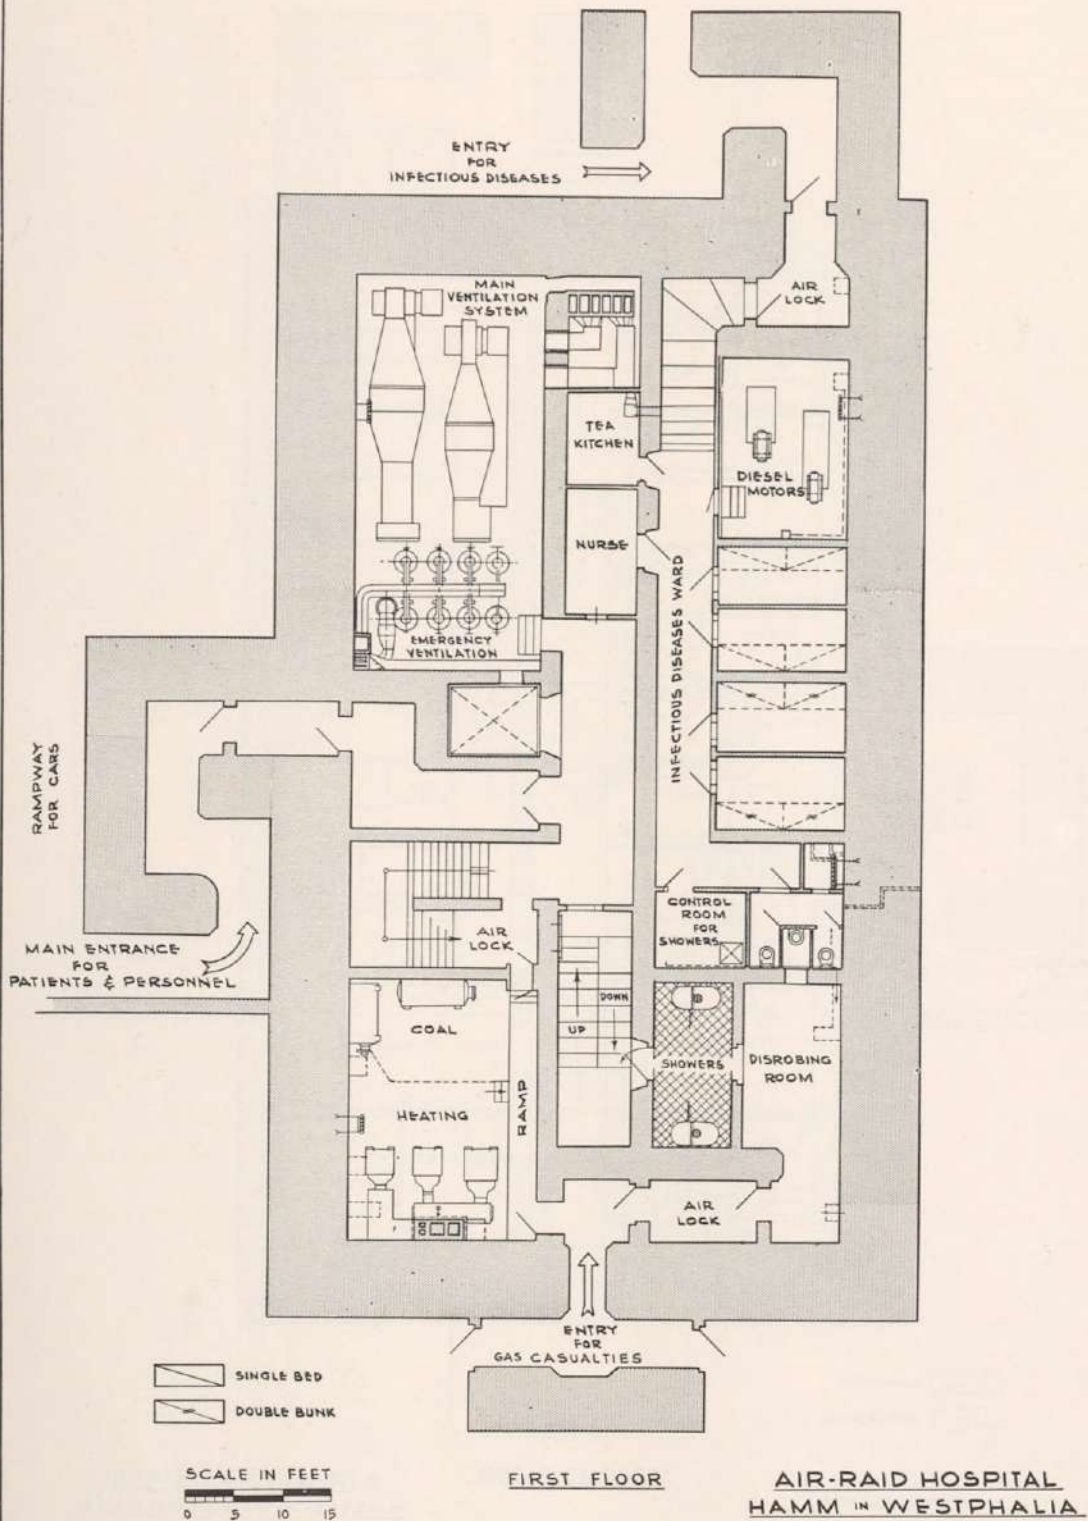 ENTRY
FOR
INFECTIOUS DISEASES
MAIN
VENTILATION
SYSTEM
AIR
LOCK
TEA
KITCHEN
DIESEL
MOTORS
NURSE
INFECTIOUS DISEASES WARD
EMERGENCY
VENTILATION
RAMPWAY
FOR CARS
CONTROL
ROOM
FOR
SHOWERS
AIR
LOCK
MAIN ENTRANCE
FOR
PATIENTS & PERSONNEL
COAL
UP
DOWN
SHOWERS
DISROBING
ROOM
HEATING
RAMP
AIR
LOCK
ENTRY
FOR
GAS CASUALTIES
SINGLE BED
DOUBLE BUNK
SCALE IN FEET
0 5 10 15
FIRST FLOOR
AIR-RAID HOSPITAL
HAMM IN WESTPHALIA